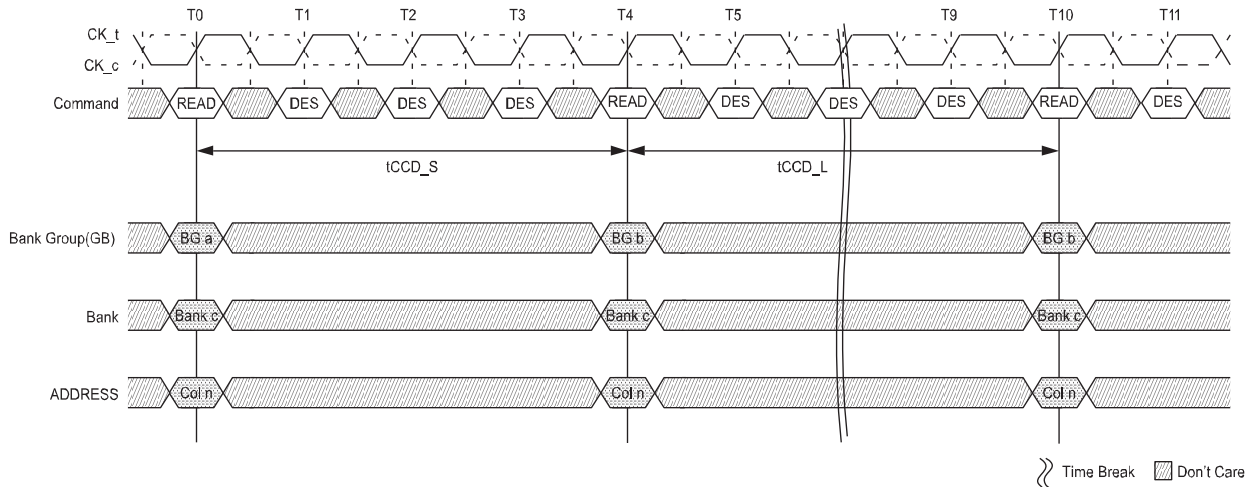 T0 T1 T2 T3 T4 T5 T9 T10 T11
CK_t
CK_c
Command READ DES DES DES READ DES DES DES READ DES
tCCD_S tCCD_L
Bank Group(GB) BG a BG b BG b
Bank Bank c Bank c Bank c
ADDRESS Col n Col n Col n
Time Break Don't Care